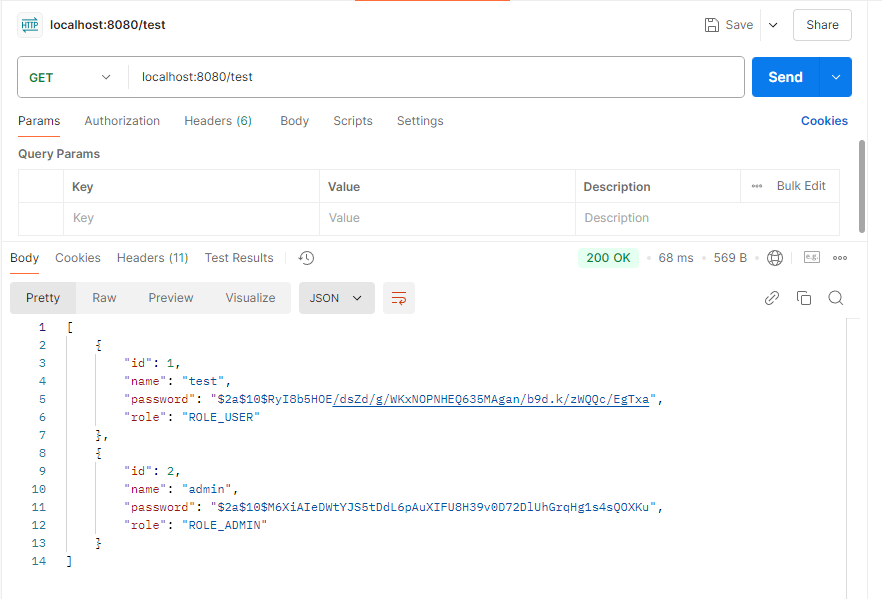 HTTP localhost:8080/test Save Share
GET localhost:8080/test Send
Params Authorization Headers (6) Body Scripts Settings Cookies
Query Params
Key Value Description Bulk Edit
Key Value Description
Body Cookies Headers (11) Test Results 200 OK 68 ms 569 B e.g.
Pretty Raw Preview Visualize JSON
1 [
2 {
3 "id": 1,
4 "name": "test",
5 "password": "$2a$10$RyI8b5HOE/dsZd/g/WKxNOPNHEQ635MAgan/b9d.k/zWQQc/EgTxa",
6 "role": "ROLE_USER"
7 },
8 {
9 "id": 2,
10 "name": "admin",
11 "password": "$2a$10$M6XiAIeDWtYJS5tDdL6pAuXIFU8H39v0D72DlUhGrqHg1s4sQOXKu",
12 "role": "ROLE_ADMIN"
13 }
14 ]